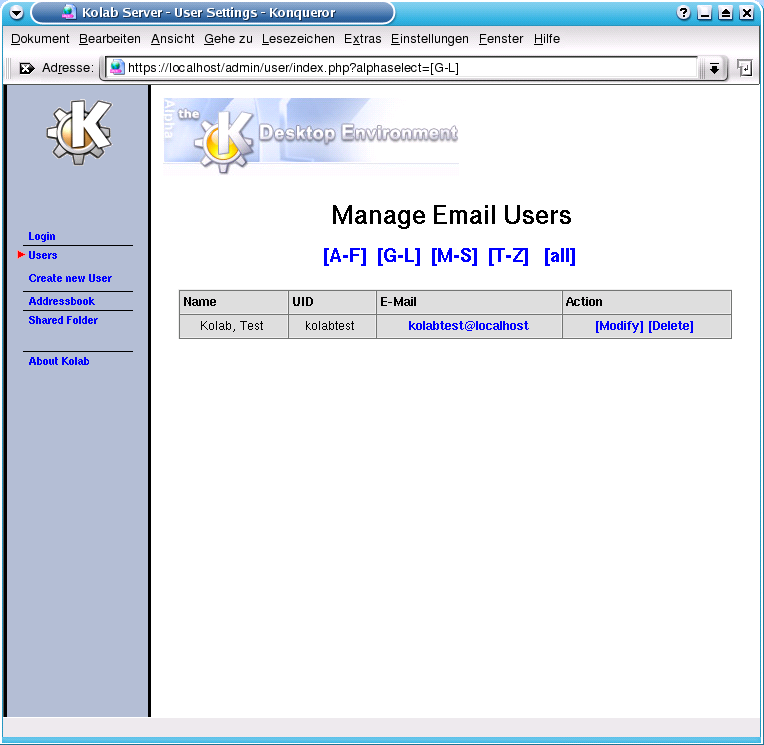 Kolab Server - User Settings - Konqueror
Dokument Bearbeiten Ansicht Gehe zu Lesezeichen Extras Einstellungen Fenster Hilfe
Adresse: https://localhost/admin/user/index.php?alphaselect=[G-L]
K
Alpha
the K Desktop Environment
Manage Email Users
[A-F] [G-L] [M-S] [T-Z] [all]
Login
Users
Create new User
Addressbook
Shared Folder
About Kolab
Name UID E-Mail Action
Kolab, Test kolabtest kolabtest@localhost [Modify] [Delete]